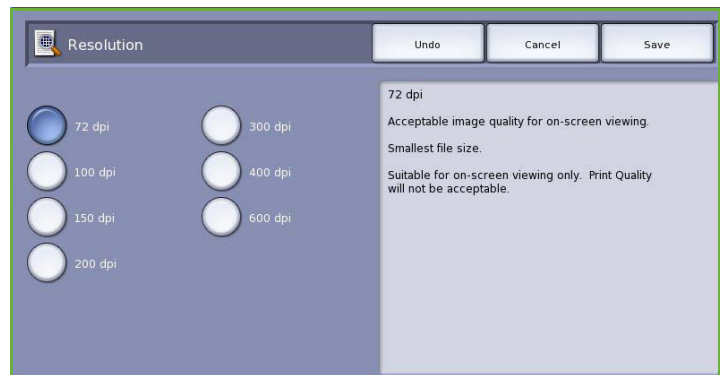 Resolution
Undo
Cancel
Save
72 dpi
100 dpi
150 dpi
200 dpi
300 dpi
400 dpi
600 dpi
72 dpi
Acceptable image quality for on-screen viewing.
Smallest file size.
Suitable for on-screen viewing only. Print Quality
will not be acceptable.